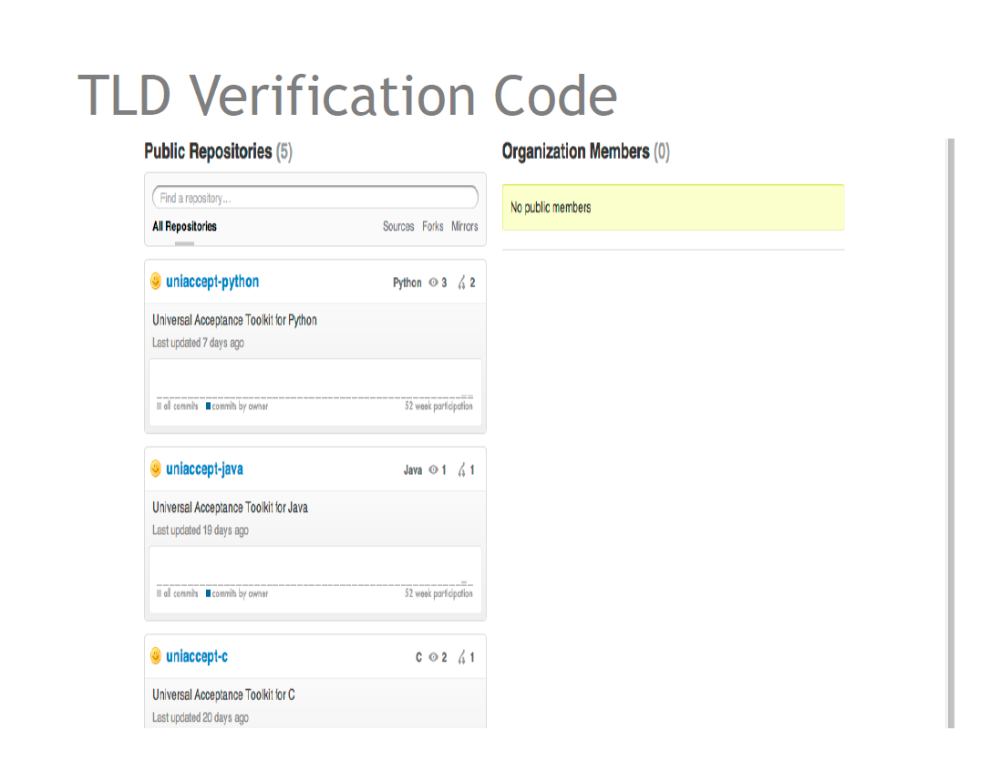 TLD Verification Code
Public Repositories (5)
Find a repository...
All Repositories Sources Forks Mirrors
uniaccept-python Python 3 2
Universal Acceptance Toolkit for Python
Last updated 7 days ago
all commits commits by owner 52 week participation
uniaccept-java Java 1 1
Universal Acceptance Toolkit for Java
Last updated 19 days ago
all commits commits by owner 52 week participation
uniaccept-c C 2 1
Universal Acceptance Toolkit for C
Last updated 20 days ago
Organization Members (0)
No public members